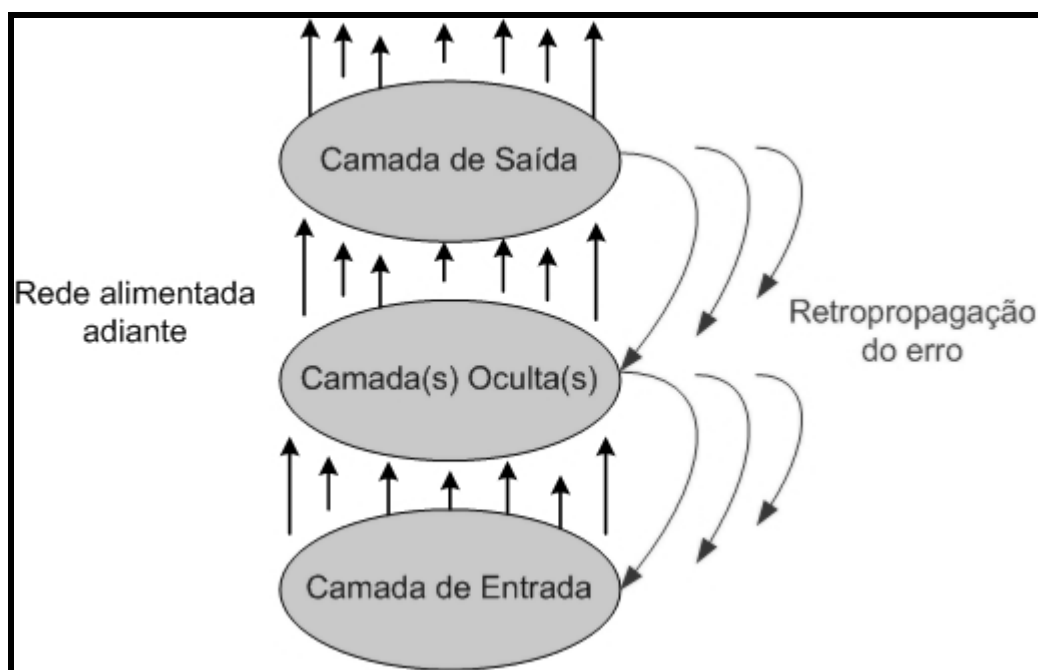 Camada de Saída
Rede alimentada
adiante
Retropropagação
do erro
Camada(s) Oculta(s)
Camada de Entrada